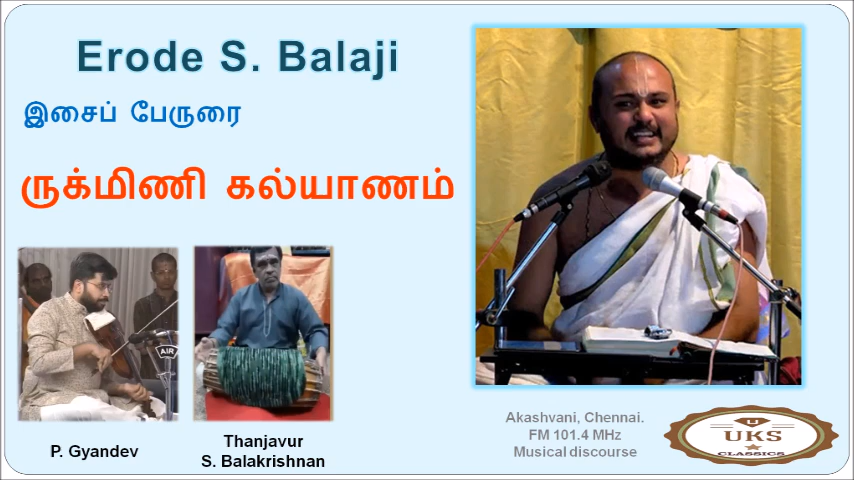 Erode S. Balaji
இசைப் பேருரை
ருக்மிணி கல்யாணம்
AIR
P. Gyandev
Thanjavur
S. Balakrishnan
Akashvani, Chennai.
FM 101.4 MHz
Musical discourse
U
UKS
CLASSICS